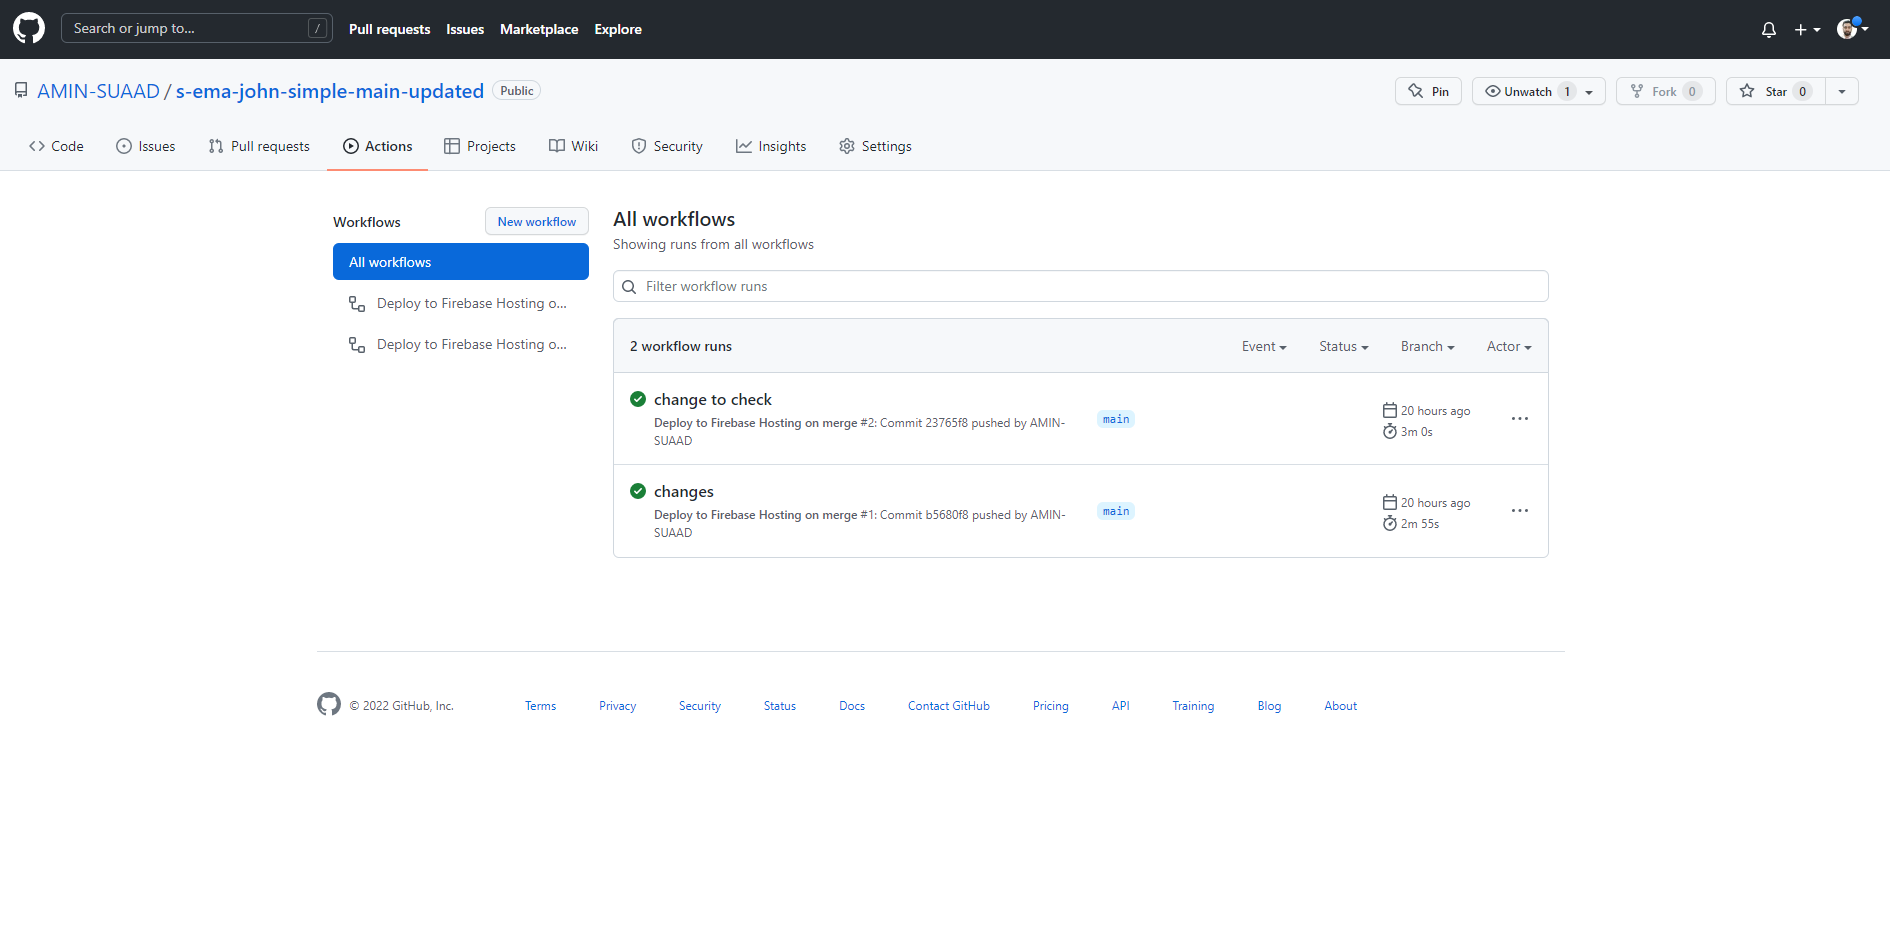 Search or jump to...
/
Pull requests
Issues
Marketplace
Explore
AMIN-SUAAD / s-ema-john-simple-main-updated
Public
Pin
Unwatch 1
Fork 0
Star 0
Code
Issues
Pull requests
Actions
Projects
Wiki
Security
Insights
Settings
Workflows
New workflow
All workflows
Deploy to Firebase Hosting o...
Deploy to Firebase Hosting o...
All workflows
Showing runs from all workflows
Filter workflow runs
2 workflow runs
Event
Status
Branch
Actor
change to check
Deploy to Firebase Hosting on merge #2: Commit 23765f8 pushed by AMIN-
SUAAD
main
20 hours ago
3m 0s
changes
Deploy to Firebase Hosting on merge #1: Commit b5680f8 pushed by AMIN-
SUAAD
main
20 hours ago
2m 55s
© 2022 GitHub, Inc.
Terms
Privacy
Security
Status
Docs
Contact GitHub
Pricing
API
Training
Blog
About